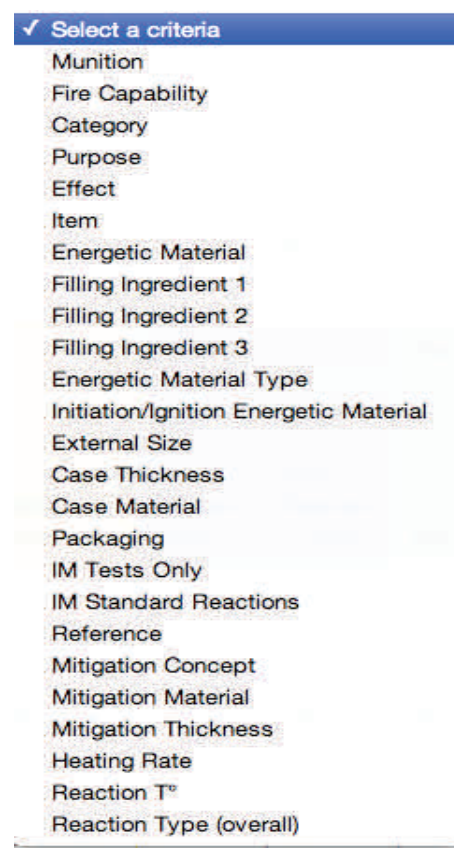 ✓ Select a criteria
Munition
Fire Capability
Category
Purpose
Effect
Item
Energetic Material
Filling Ingredient 1
Filling Ingredient 2
Filling Ingredient 3
Energetic Material Type
Initiation/Ignition Energetic Material
External Size
Case Thickness
Case Material
Packaging
IM Tests Only
IM Standard Reactions
Reference
Mitigation Concept
Mitigation Material
Mitigation Thickness
Heating Rate
Reaction T°
Reaction Type (overall)